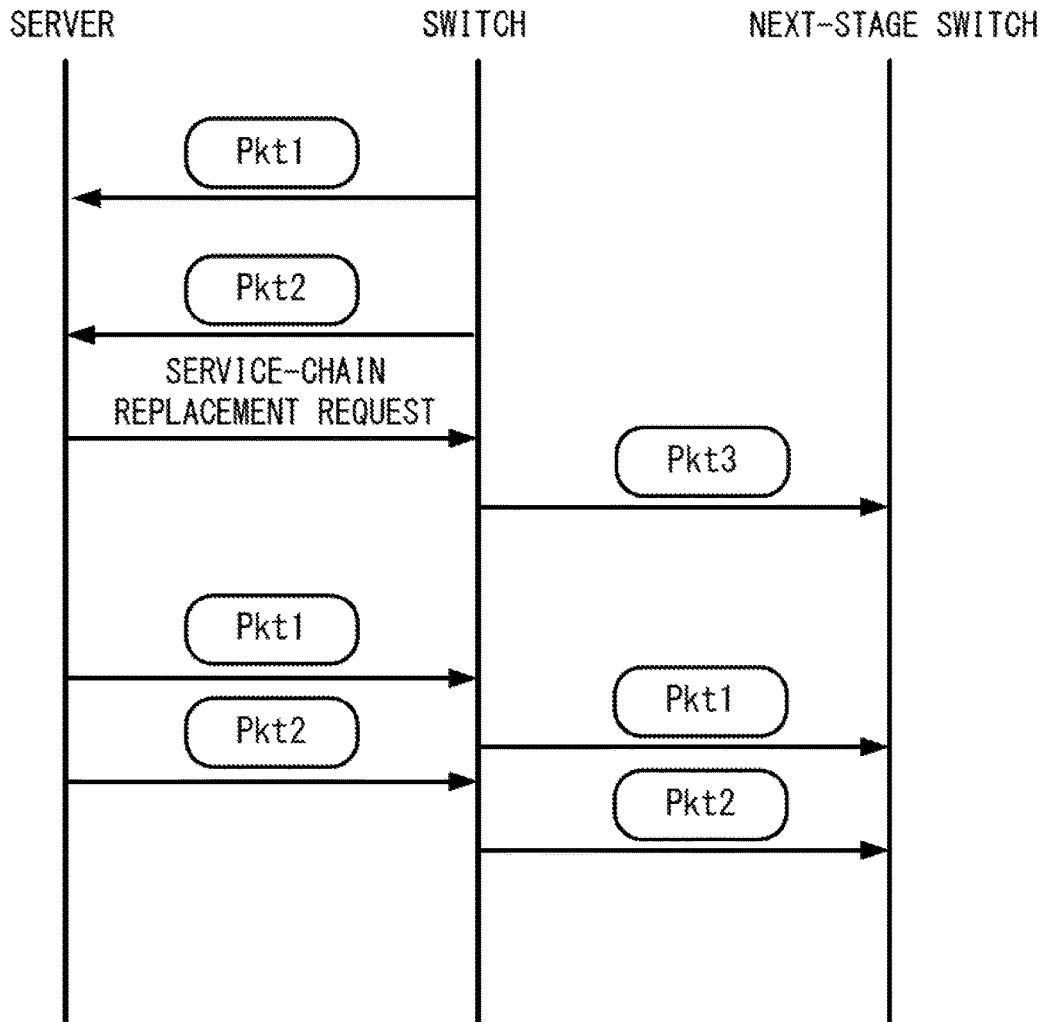 SERVER
SWITCH
NEXT-STAGE SWITCH
Pkt1
Pkt2
SERVICE-CHAIN
REPLACEMENT REQUEST
Pkt3
Pkt1
Pkt1
Pkt2
Pkt2